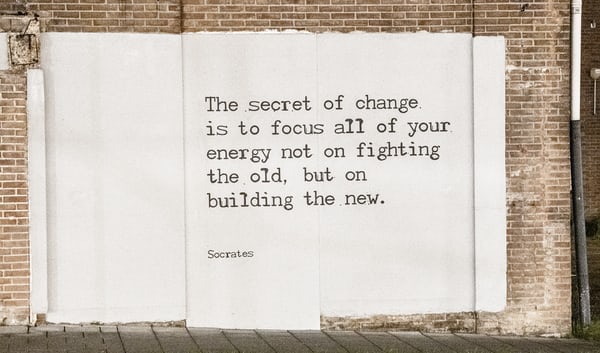 The secret of change
is to focus all of your
energy not on fighting
the old, but on
building the new.
Socrates